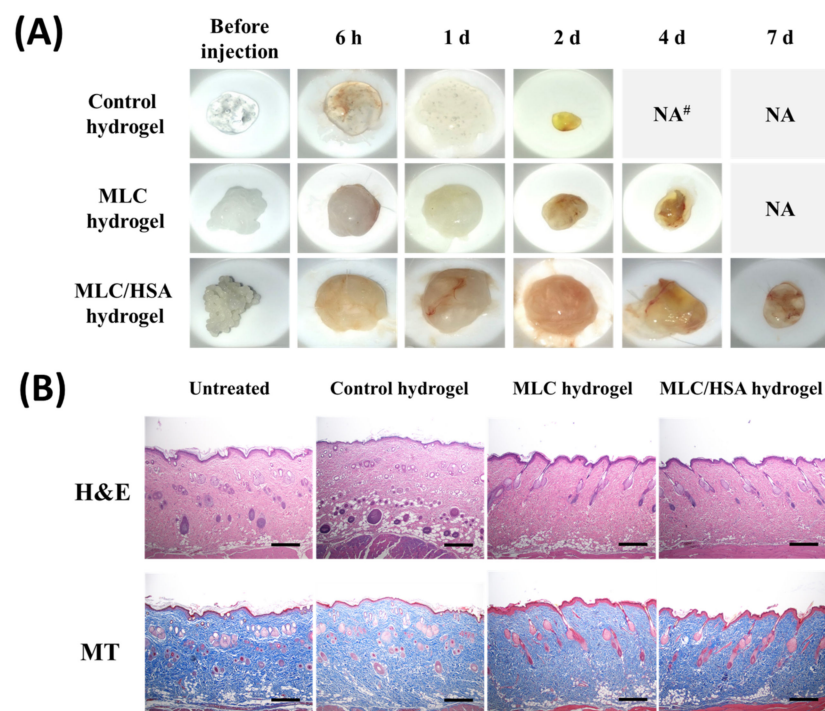 (A)
Before
injection
6 h
1 d
2 d
4 d
7 d
Control
hydrogel
NA#
NA
MLC
hydrogel
NA
MLC/HSA
hydrogel
(B)
Untreated
Control hydrogel
MLC hydrogel
MLC/HSA hydrogel
H&E
MT